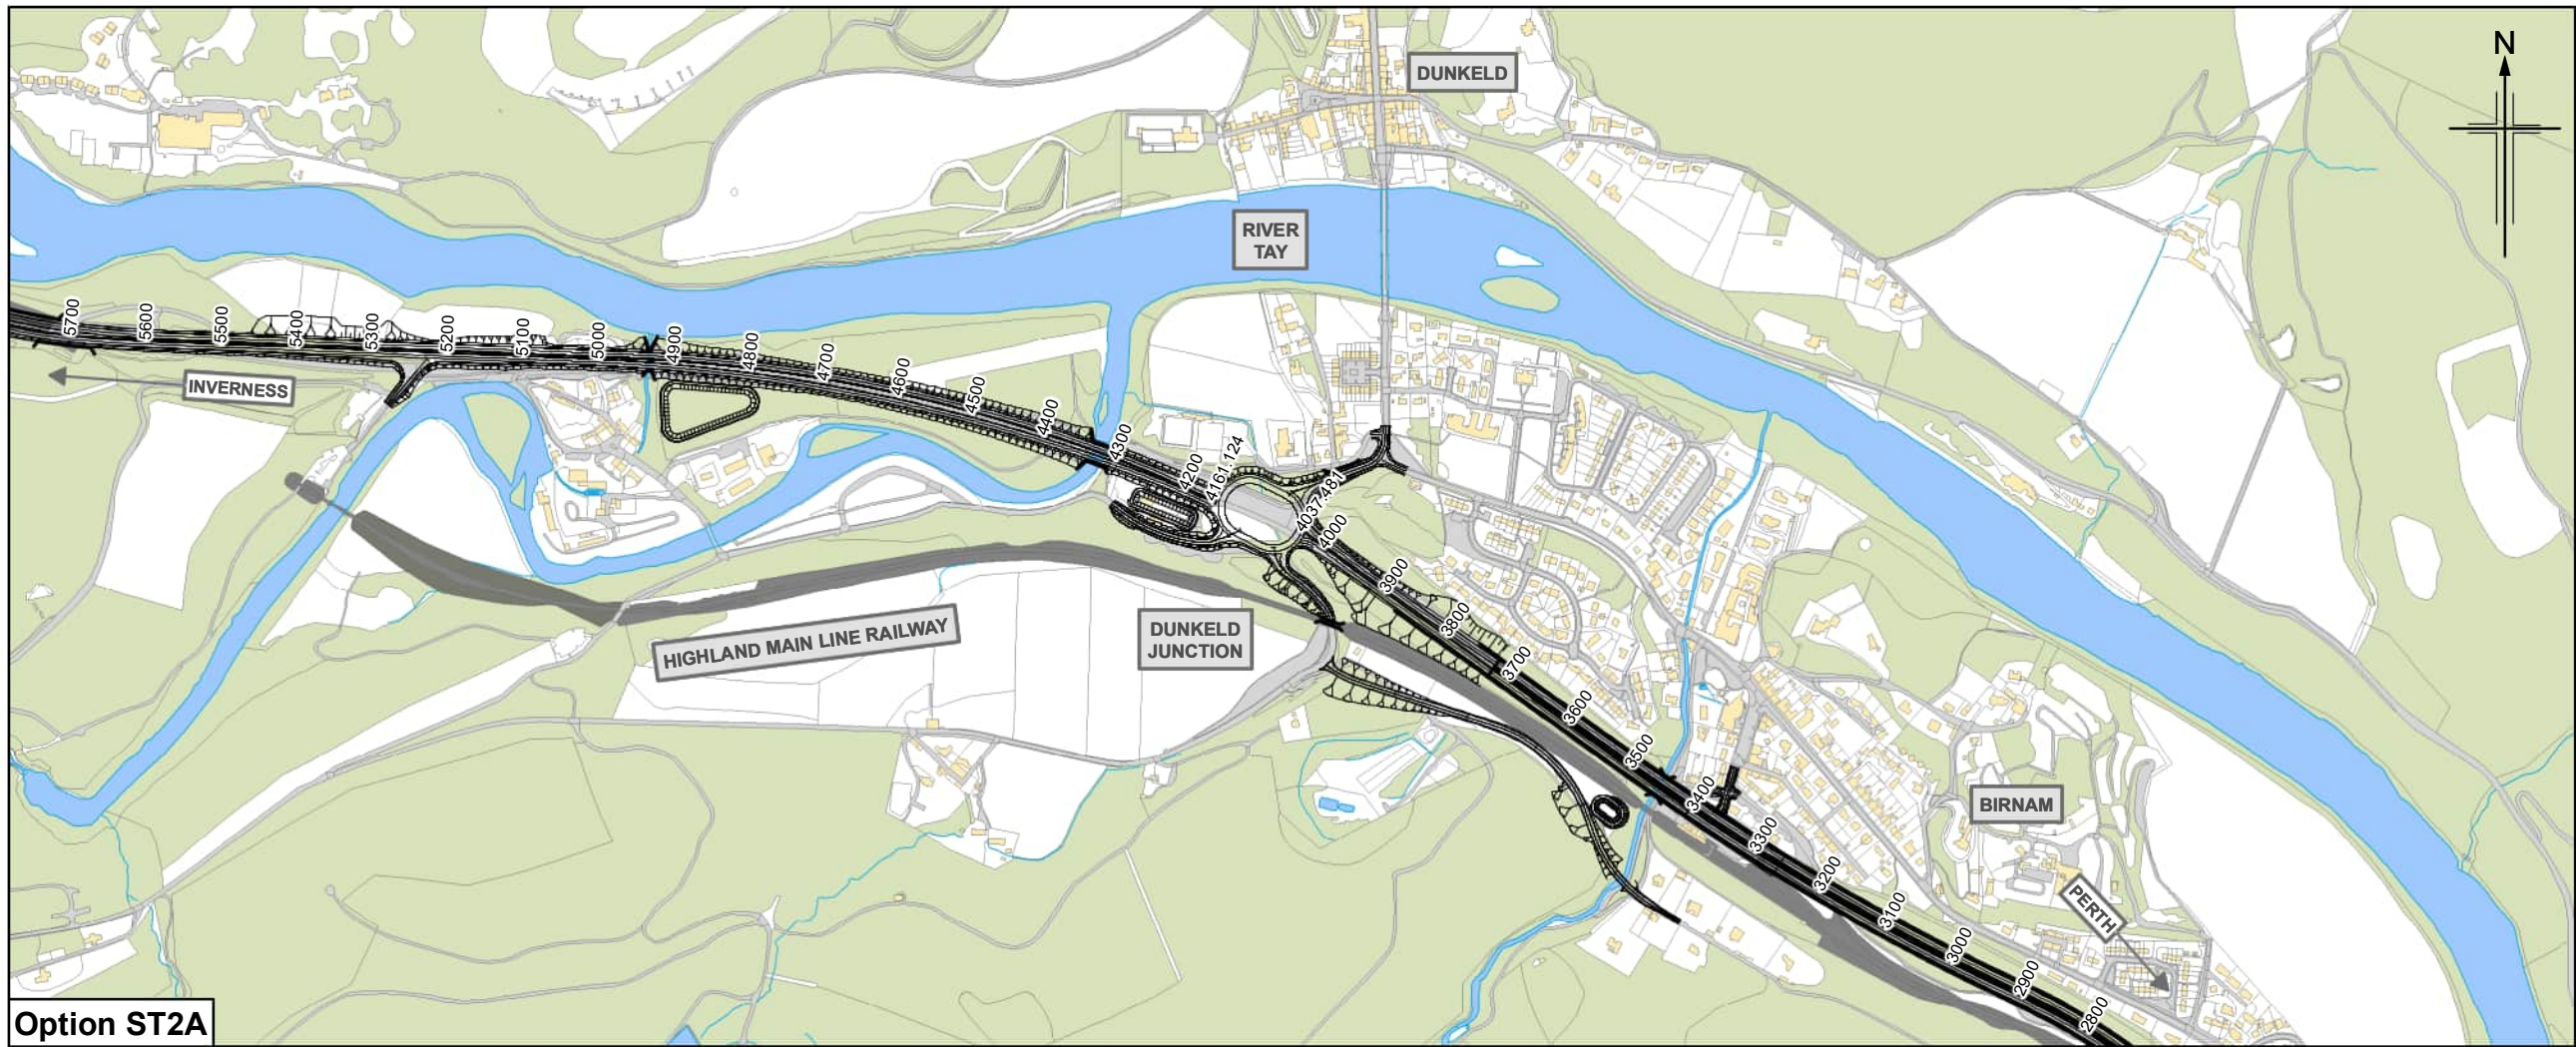 DUNKELD
N
RIVER
TAY
5700
5600
5500
5400
5300
5200
5100
5000
4900
4800
4700
4600
4500
4400
4300
4200
4161.124
4037.481
4000
3900
3800
3700
3600
3500
3400
3300
3200
3100
3000
2900
2800
INVERNESS
HIGHLAND MAIN LINE RAILWAY
DUNKELD
JUNCTION
BIRNAM
PERTH
Option ST2A